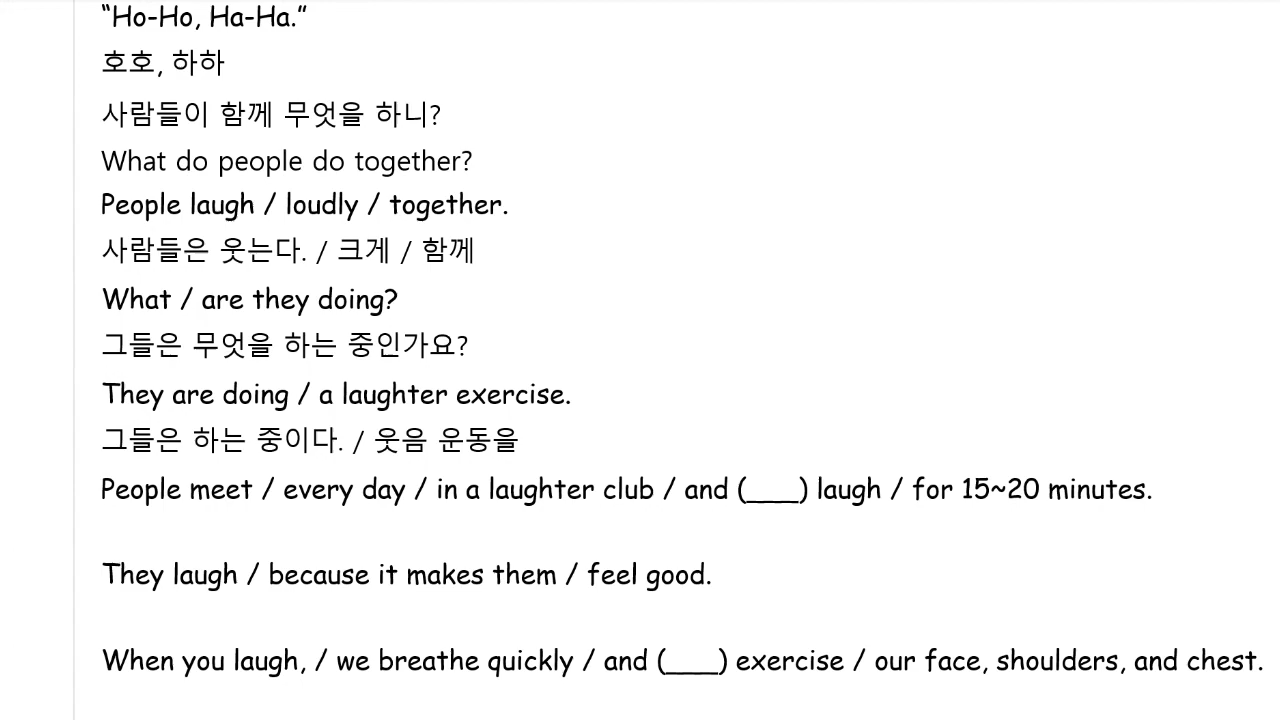 “Ho-Ho, Ha-Ha.”
호호, 하하
사람들이 함께 무엇을 하니?
What do people do together?
People laugh / loudly / together.
사람들은 웃는다. / 크게 / 함께
What / are they doing?
그들은 무엇을 하는 중인가요?
They are doing / a laughter exercise.
그들은 하는 중이다. / 웃음 운동을
People meet / every day / in a laughter club / and (___) laugh / for 15~20 minutes.
They laugh / because it makes them / feel good.
When you laugh, / we breathe quickly / and (___) exercise / our face, shoulders, and chest.